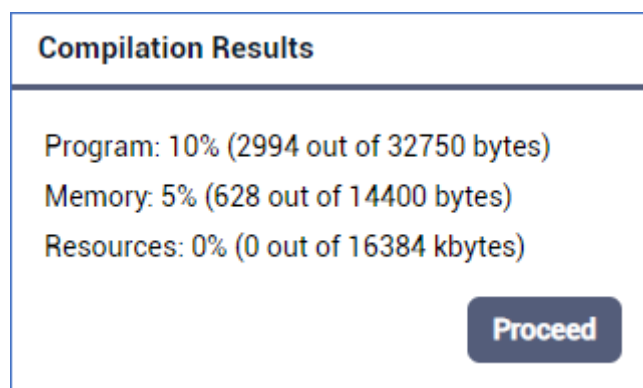 Compilation Results
Program: 10% (2994 out of 32750 bytes)
Memory: 5% (628 out of 14400 bytes)
Resources: 0% (0 out of 16384 kbytes)
Proceed